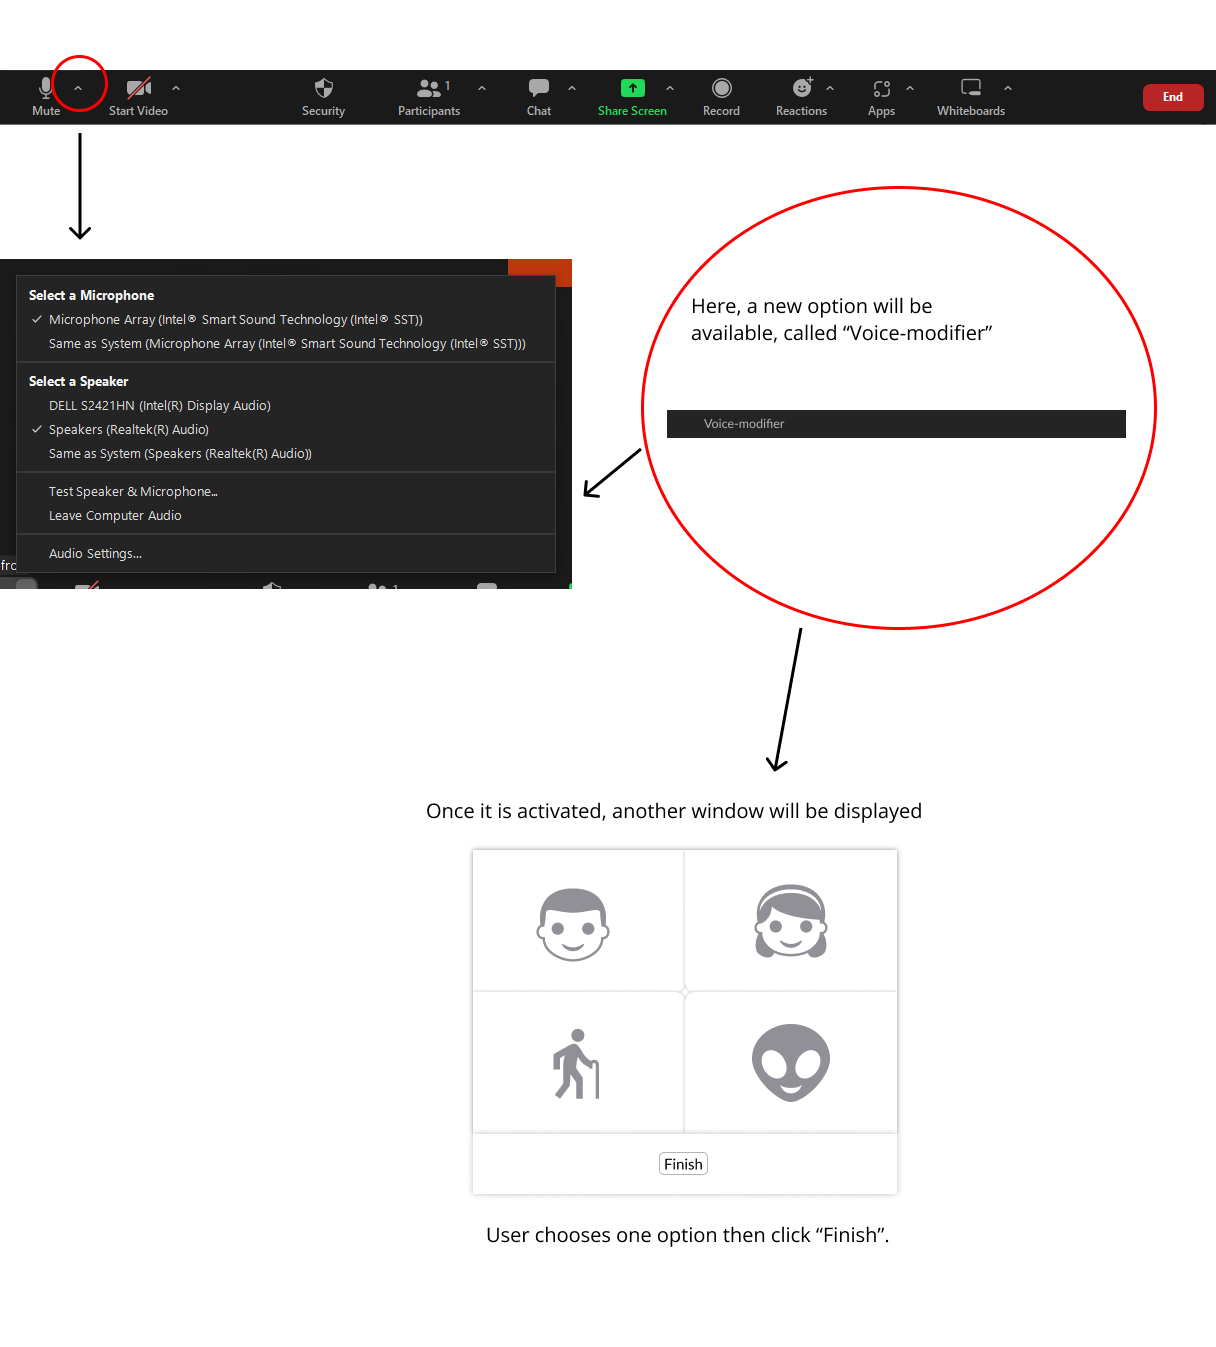 1
Mute
Start Video
Security
Participants
Chat
Share Screen
Record
Reactions
Apps
Whiteboards
End
Select a Microphone
Microphone Array (Intel® Smart Sound Technology (Intel® SST))
Same as System (Microphone Array (Intel® Smart Sound Technology (Intel® SST)))
Select a Speaker
DELL S2421HN (Intel(R) Display Audio)
Speakers (Realtek(R) Audio)
Same as System (Speakers (Realtek(R) Audio))
Test Speaker & Microphone...
Leave Computer Audio
Audio Settings...
fro
1
Here, a new option will be
available, called “Voice-modifier”
Voice-modifier
Once it is activated, another window will be displayed
Finish
User chooses one option then click “Finish”.